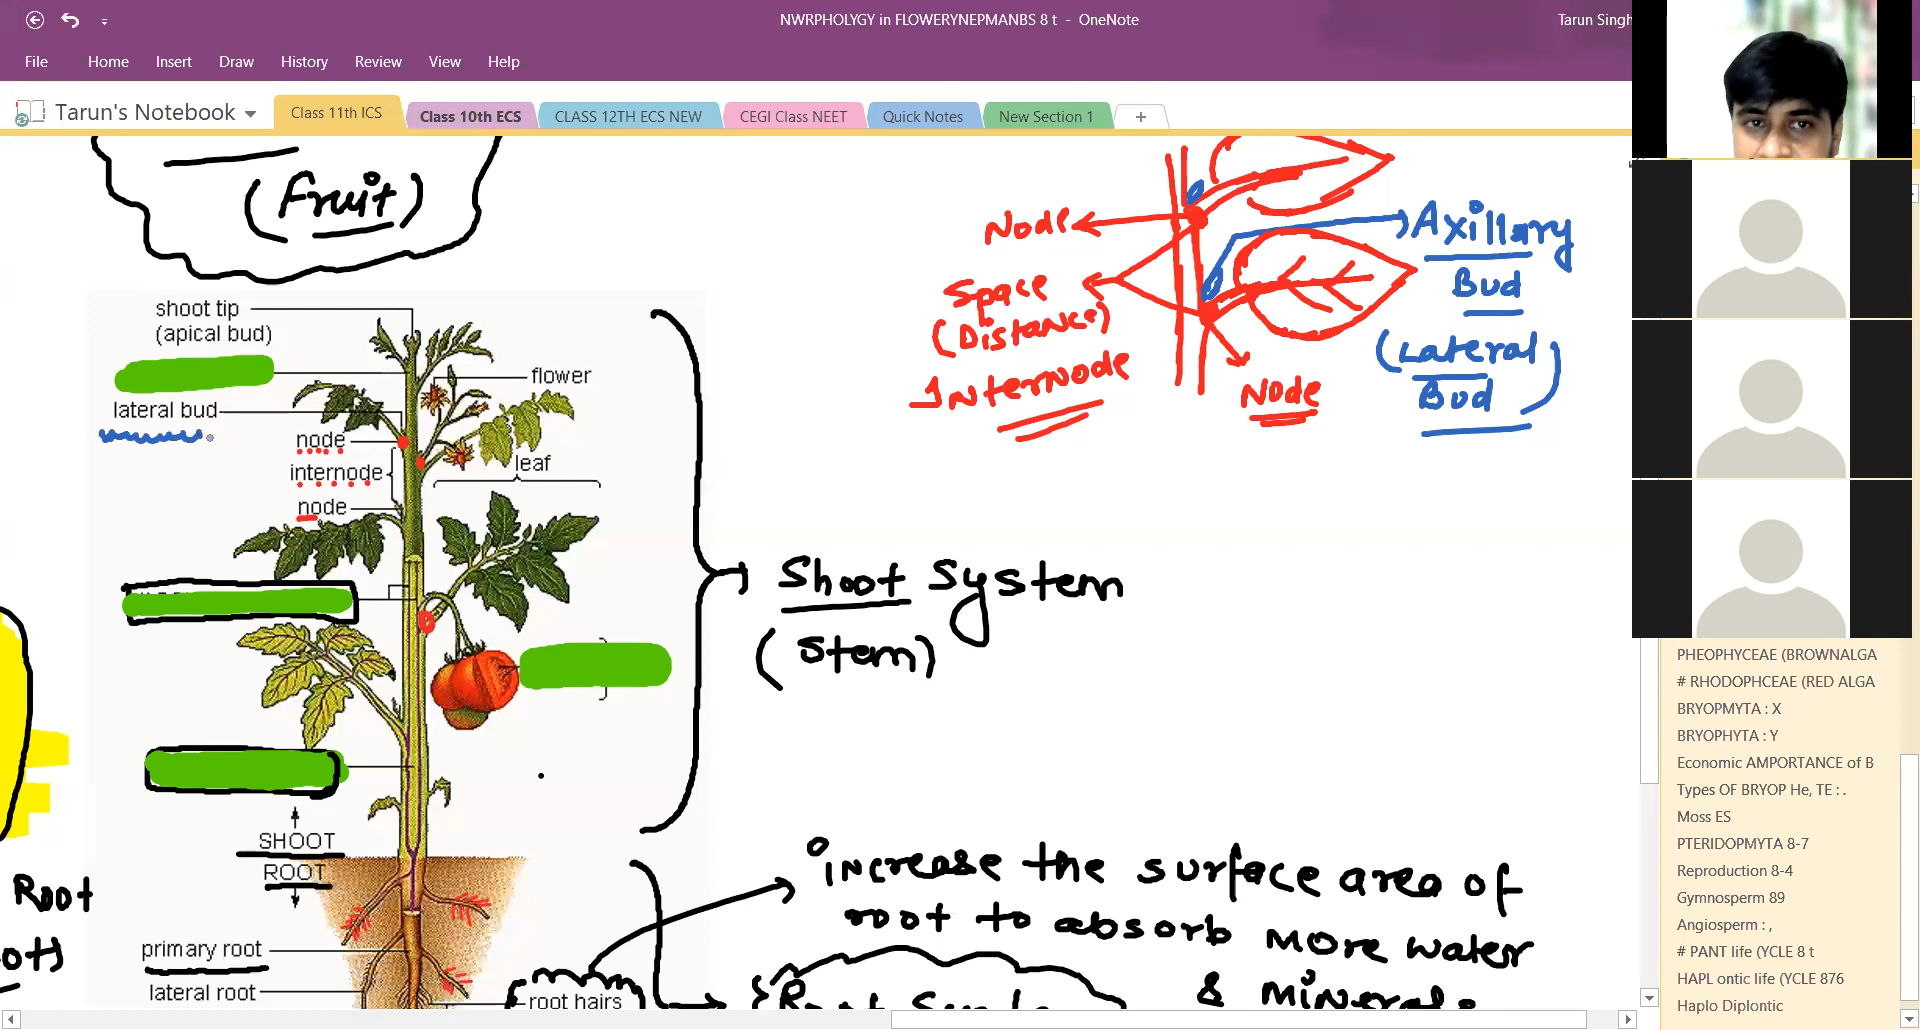 NWRPHOLYGY in FLOWERYNEPMANBS 8 t - OneNote
Tarun Singh
File Home Insert Draw History Review View Help
Tarun's Notebook
Class 11th ICS
Class 10th ECS
CLASS 12TH ECS NEW
CEGI Class NEET
Quick Notes
New Section 1
+
(Fruit)
Node
Space
(Distance)
Internode
Node
Axillary
Bud
(Lateral
Bud)
shoot tip
(apical bud)
lateral bud
node
internode
node
flower
leaf
Shoot System
(Stem)
SHOOT
ROOT
Root
primary root
lateral root
root hairs
increase the surface area of
root to absorb more water
& minerals
Root
PHEOPHYCEAE (BROWNALGA
# RHODOPHCEAE (RED ALGA
BRYOPMYTA : X
BRYOPHYTA : Y
Economic AMPORTANCE of B
Types OF BRYOP He, TE : .
Moss ES
PTERIDOPMYTA 8-7
Reproduction 8-4
Gymnosperm 89
Angiosperm : ,
# PANT life (YCLE 8 t
HAPL ontic life (YCLE 876
Haplo Diplontic